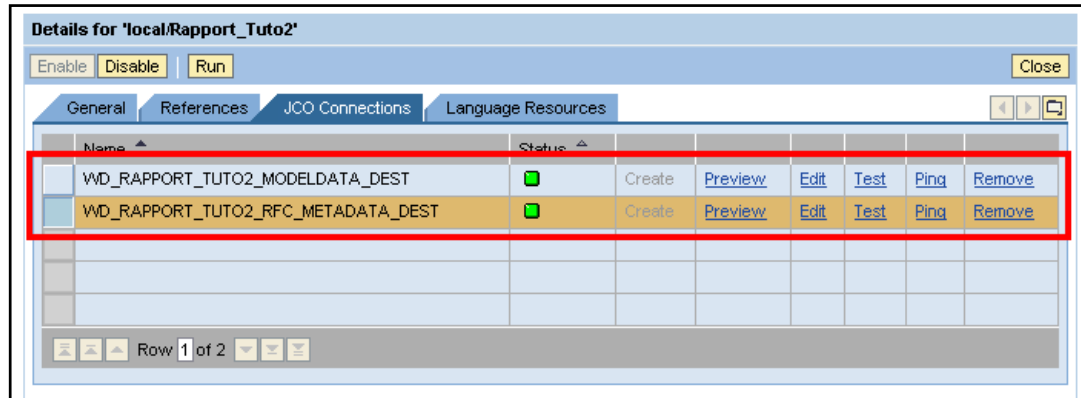 Details for 'local/Rapport_Tuto2'
Enable Disable Run Close
General References JCO Connections Language Resources
Name Status
WD_RAPPORT_TUTO2_MODELDATA_DEST Create Preview Edit Test Ping Remove
WD_RAPPORT_TUTO2_RFC_METADATA_DEST Create Preview Edit Test Ping Remove
Row 1 of 2